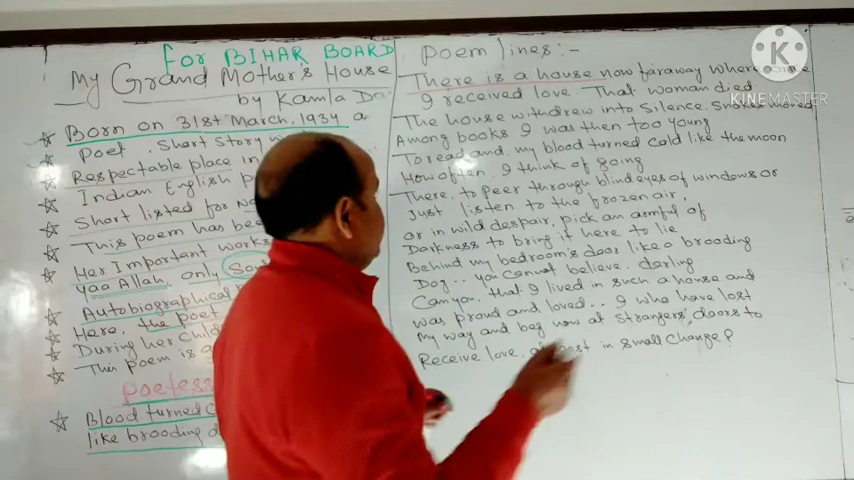 For BIHAR BOARD
My Grand Mother's House
by Kamla
Born on 31st March, 1934 a
Poet, Short story
Respectable place in
Indian English
Short listed for
This poem has been
Her Important works
yaa Allah, only
Autobiographical
Here, the poet
During her
This Poem is a
poetess
Blood turned
like brooding
Poem lines :-
There is a house now faraway where
I received love. That woman died
The house withdrew into silence. Snakes moved
Among books I was then too young
To read and my blood turned cold like the moon
How often I think of going
There, to peer through blind eyes of windows or
Just listen to the frozen air,
or in wild despair, pick an armful of
Darkness to bring it here to lie
Behind my bedroom's door like a brooding
Dog.. you cannot believe, darling
Can you, that I lived in such a house and
was proud and loved.. I who have lost
My way and beg now at strangers' doors to
Receive love, at best in small change?
KINEMASTER